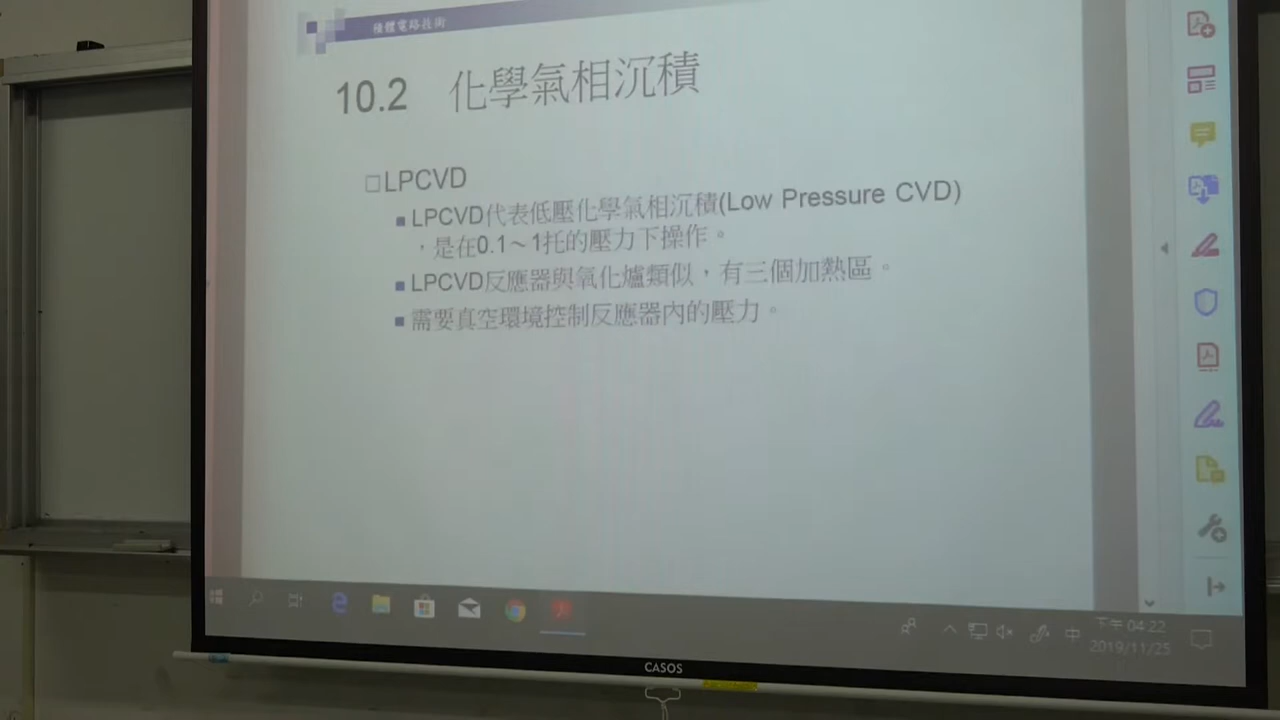 積體電路技術
10.2 化學氣相沉積
LPCVD
LPCVD代表低壓化學氣相沉積(Low Pressure CVD)
,是在0.1~1托的壓力下操作。
LPCVD反應器與氧化爐類似,有三個加熱區。
需要真空環境控制反應器內的壓力。
中
下午 04:22
2019/11/25
CASOS